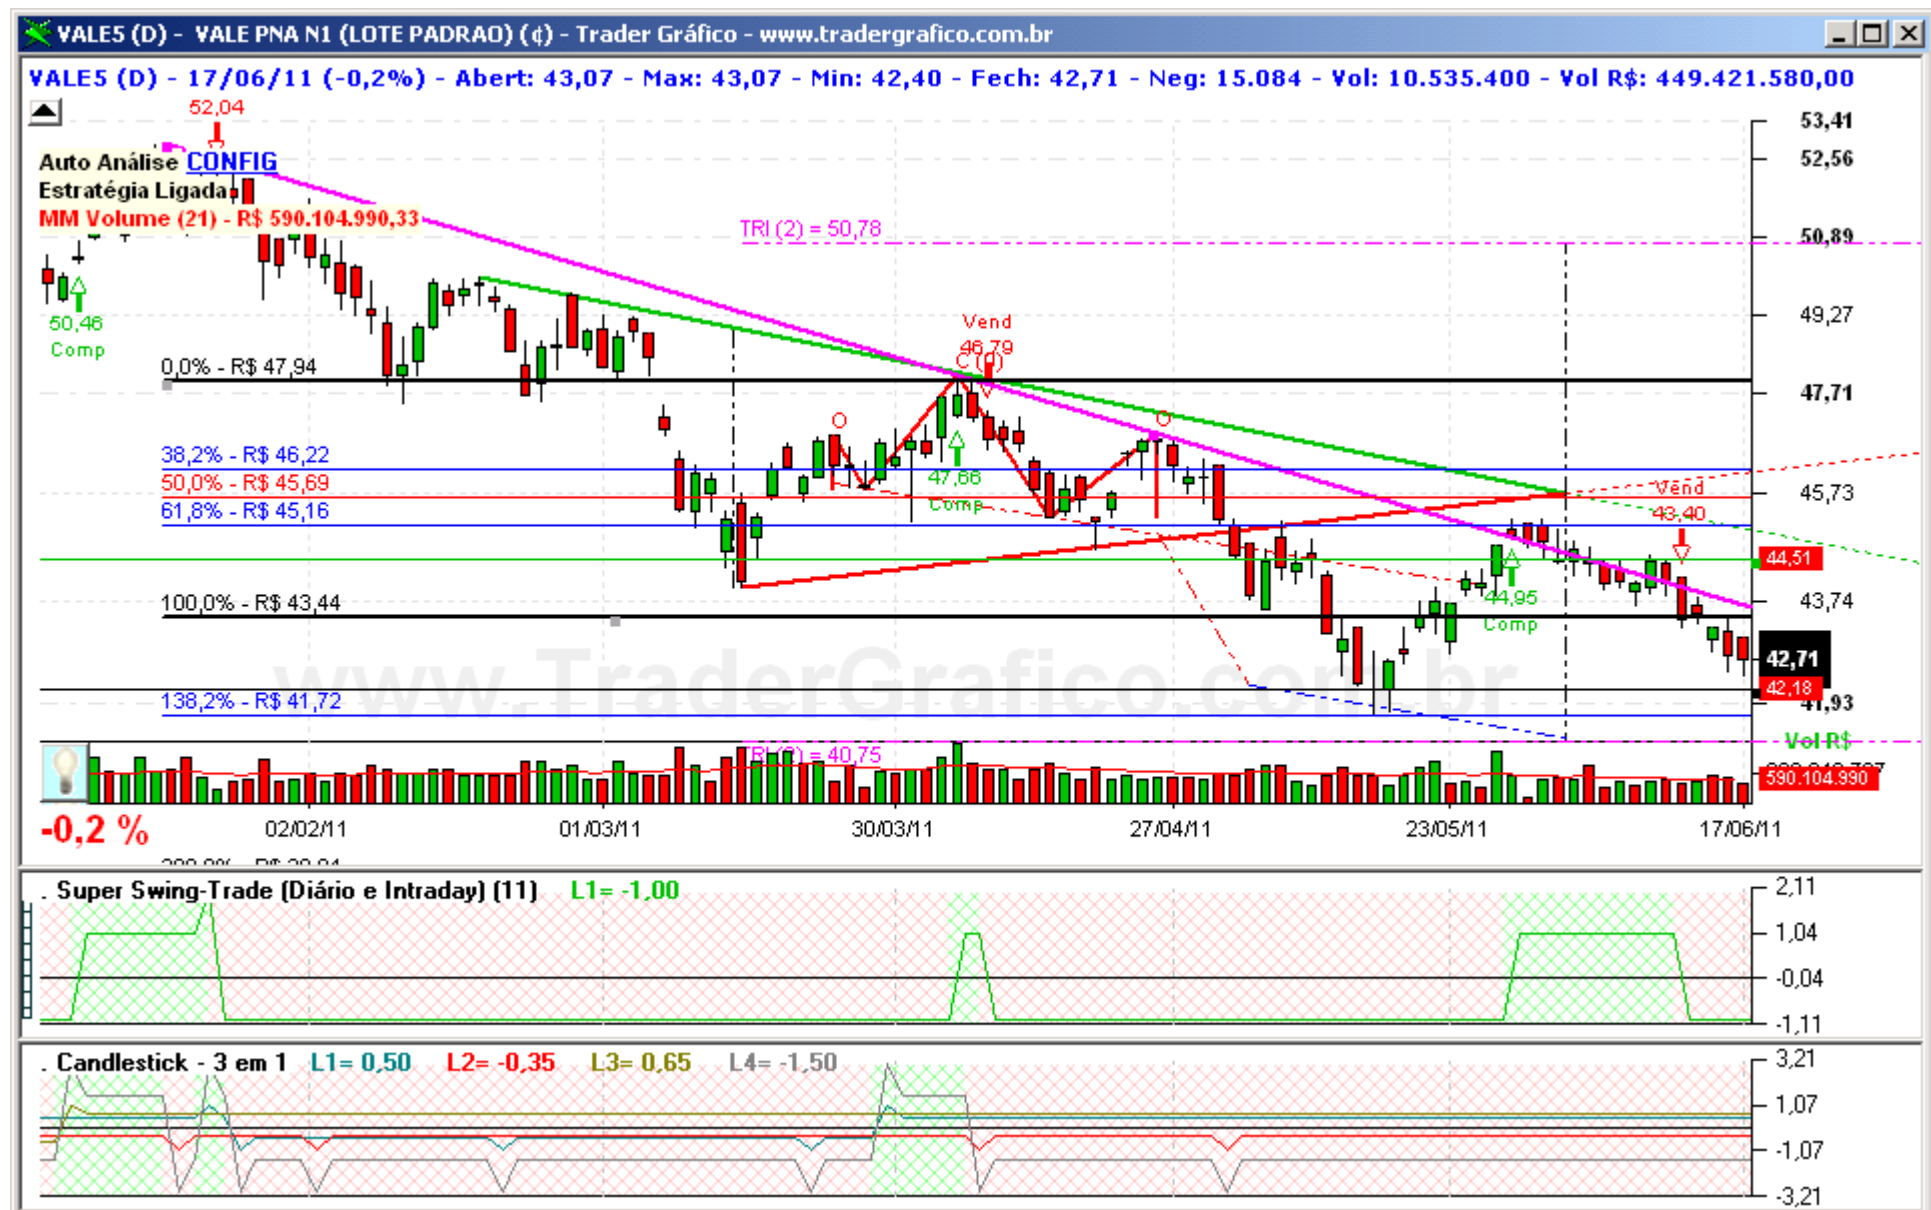 VALE5 (D) - VALE PNA N1 (LOTE PADRAO) (¢) - Trader Gráfico - www.tradergrafico.com.br
VALE5 (D) - 17/06/11 (-0,2%) - Abert: 43,07 - Max: 43,07 - Min: 42,40 - Fech: 42,71 - Neg: 15.084 - Vol: 10.535.400 - Vol R$: 449.421.580,00
52,04
53,41
Auto Análise CONFIG
52,56
Estratégia Ligada
MM Volume (21) - R$ 590.104.990,33
TRI (2) = 50,78
50,89
50,46
Comp
49,27
Vend
46,79
C (d)
0,0% - R$ 47,94
47,71
O
O
38,2% - R$ 46,22
47,66
Comp
50,0% - R$ 45,69
Vend
45,73
61,8% - R$ 45,16
43,40
44,51
44,95
Comp
100,0% - R$ 43,44
43,74
www.TraderGrafico.com.br
42,71
42,18
138,2% - R$ 41,72
41,93
Vol R$
TRI (2) = 40,75
590.104.990
-0,2 %
02/02/11
01/03/11
30/03/11
27/04/11
23/05/11
17/06/11
. Super Swing-Trade (Diário e Intraday) (11) L1= -1,00
2,11
1,04
-0,04
-1,11
. Candlestick - 3 em 1 L1= 0,50 L2= -0,35 L3= 0,65 L4= -1,50
3,21
1,07
-1,07
-3,21